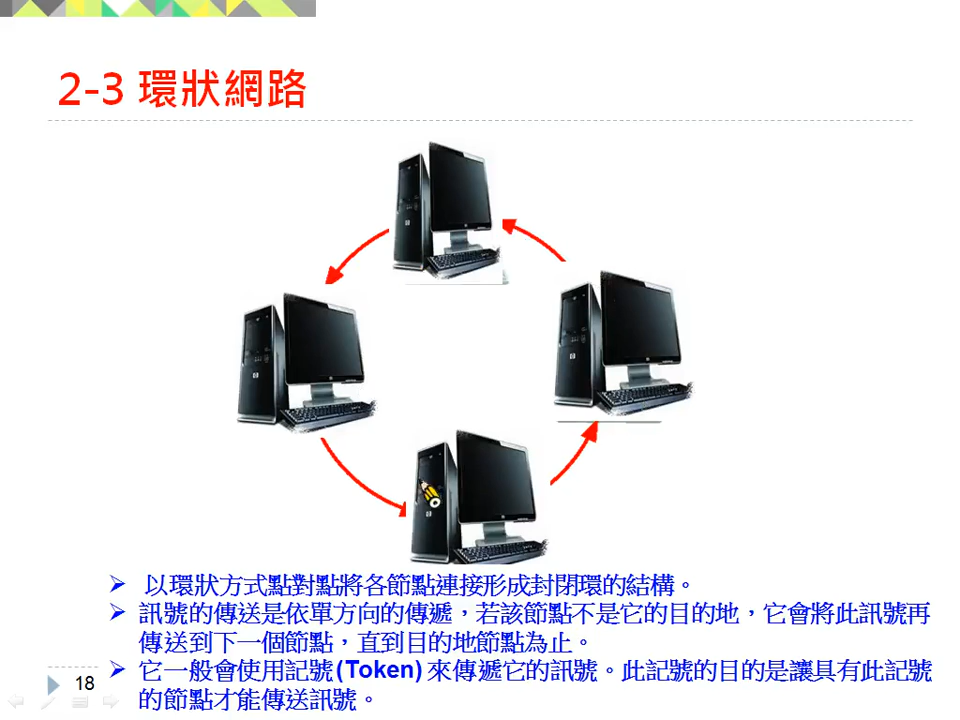 2-3 環狀網路
➢ 以環狀方式點對點將各節點連接形成封閉環的結構。
➢ 訊號的傳送是依單方向的傳遞，若該節點不是它的目的地，它會將此訊號再
傳送到下一個節點，直到目的地節點為止。
➢ 它一般會使用記號(Token) 來傳遞它的訊號。此記號的目的是讓具有此記號
的節點才能傳送訊號。
18